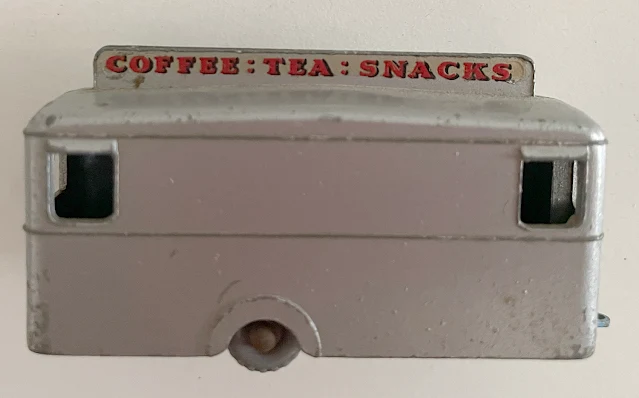 COFFEE : TEA : SNACKS